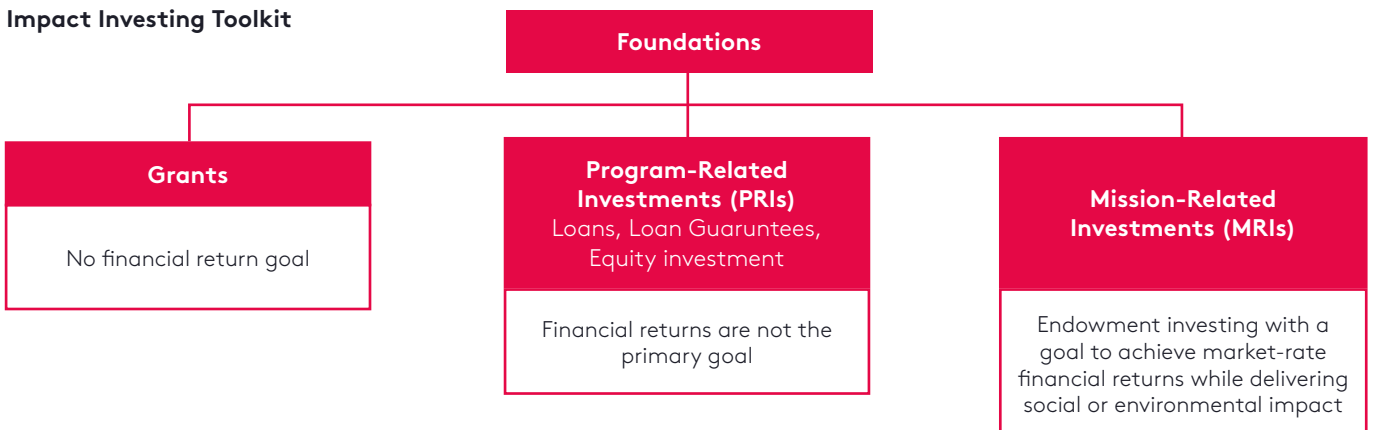 Impact Investing Toolkit
Foundations
Grants
No financial return goal
Program-Related
Investments (PRIs)
Loans, Loan Guaruntees,
Equity investment
Financial returns are not the
primary goal
Mission-Related
Investments (MRIs)
Endowment investing with a
goal to achieve market-rate
financial returns while delivering
social or environmental impact